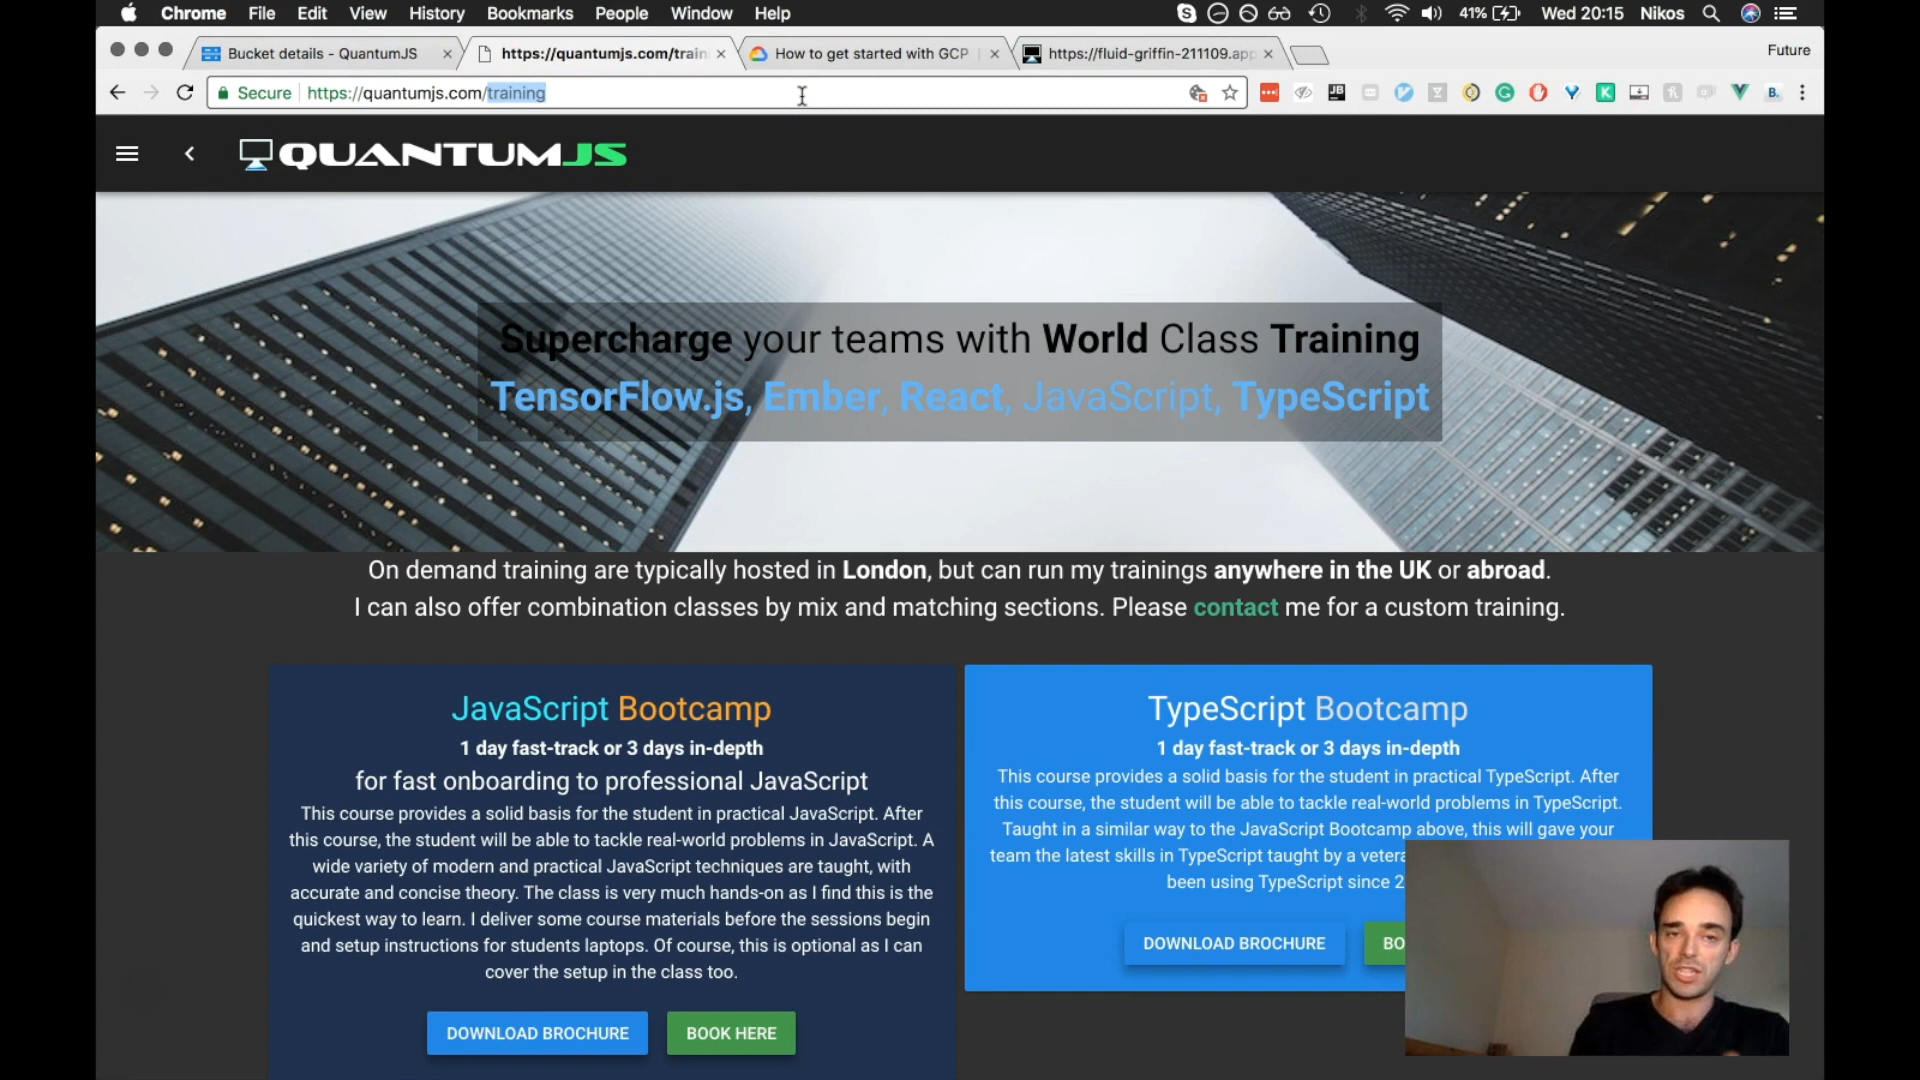 Chrome File Edit View History Bookmarks People Window Help 41% Wed 20:15 Nikos
Bucket details - QuantumJS https://quantumjs.com/train How to get started with GCP https://fluid-griffin-211109.app Future
Secure https://quantumjs.com/training
QUANTUMJS
Supercharge your teams with World Class Training
TensorFlow.js, Ember, React, JavaScript, TypeScript
On demand training are typically hosted in London, but can run my trainings anywhere in the UK or abroad.
I can also offer combination classes by mix and matching sections. Please contact me for a custom training.
JavaScript Bootcamp
1 day fast-track or 3 days in-depth
for fast onboarding to professional JavaScript
This course provides a solid basis for the student in practical JavaScript. After
this course, the student will be able to tackle real-world problems in JavaScript. A
wide variety of modern and practical JavaScript techniques are taught, with
accurate and concise theory. The class is very much hands-on as I find this is the
quickest way to learn. I deliver some course materials before the sessions begin
and setup instructions for students laptops. Of course, this is optional as I can
cover the setup in the class too.
DOWNLOAD BROCHURE BOOK HERE
TypeScript Bootcamp
1 day fast-track or 3 days in-depth
This course provides a solid basis for the student in practical TypeScript. After
this course, the student will be able to tackle real-world problems in TypeScript.
Taught in a similar way to the JavaScript Bootcamp above, this will gave your
team the latest skills in TypeScript taught by a vetera
been using TypeScript since 2
DOWNLOAD BROCHURE BO